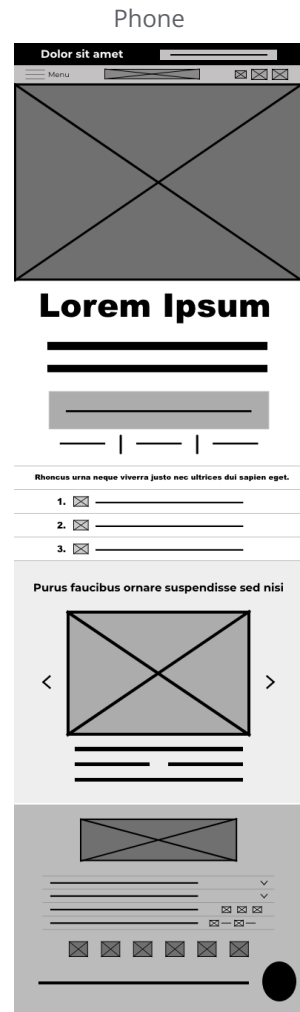 Phone
Dolor sit amet
Menu
Lorem Ipsum
Rhoncus urna neque viverra justo nec ultrices dui sapien eget.
1.
2.
3.
Purus faucibus ornare suspendisse sed nisi